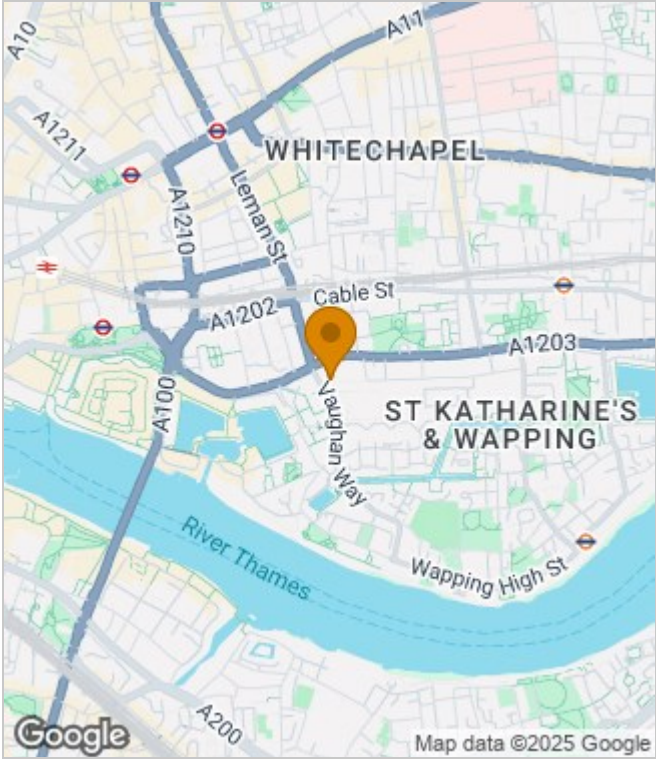 A10
A11
A1211
WHITECHAPEL
A1210
Leman St
Cable St
A1202
A1203
A100
Vaughan Way
ST KATHARINE'S
& WAPPING
River Thames
Wapping High St
A200
Google
Map data ©2025 Google